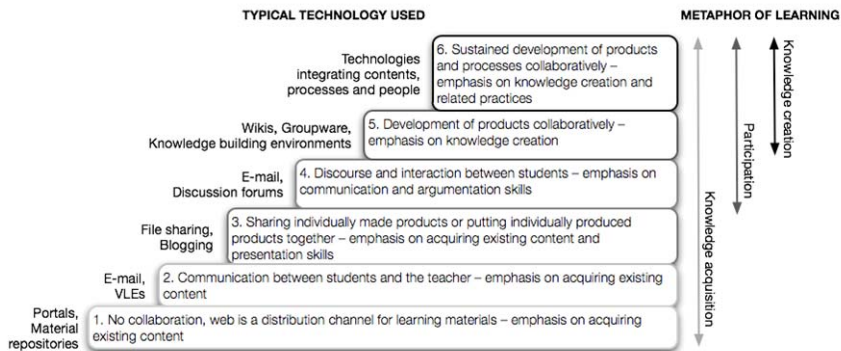 TYPICAL TECHNOLOGY USED
METAPHOR OF LEARNING
Technologies
integrating contents,
processes and people
6. Sustained development of products
and processes collaboratively –
emphasis on knowledge creation and
related practices
Wikis, Groupware,
Knowledge building environments
5. Development of products collaboratively –
emphasis on knowledge creation
E-mail,
Discussion forums
4. Discourse and interaction between students – emphasis on
communication and argumentation skills
File sharing,
Blogging
3. Sharing individually made products or putting individually produced
products together – emphasis on acquiring existing content and
presentation skills
E-mail,
VLEs
2. Communication between students and the teacher – emphasis on acquiring existing
content
Portals,
Material
repositories
1. No collaboration, web is a distribution channel for learning materials – emphasis on acquiring
existing content
Knowledge acquisition
Participation
Knowledge creation